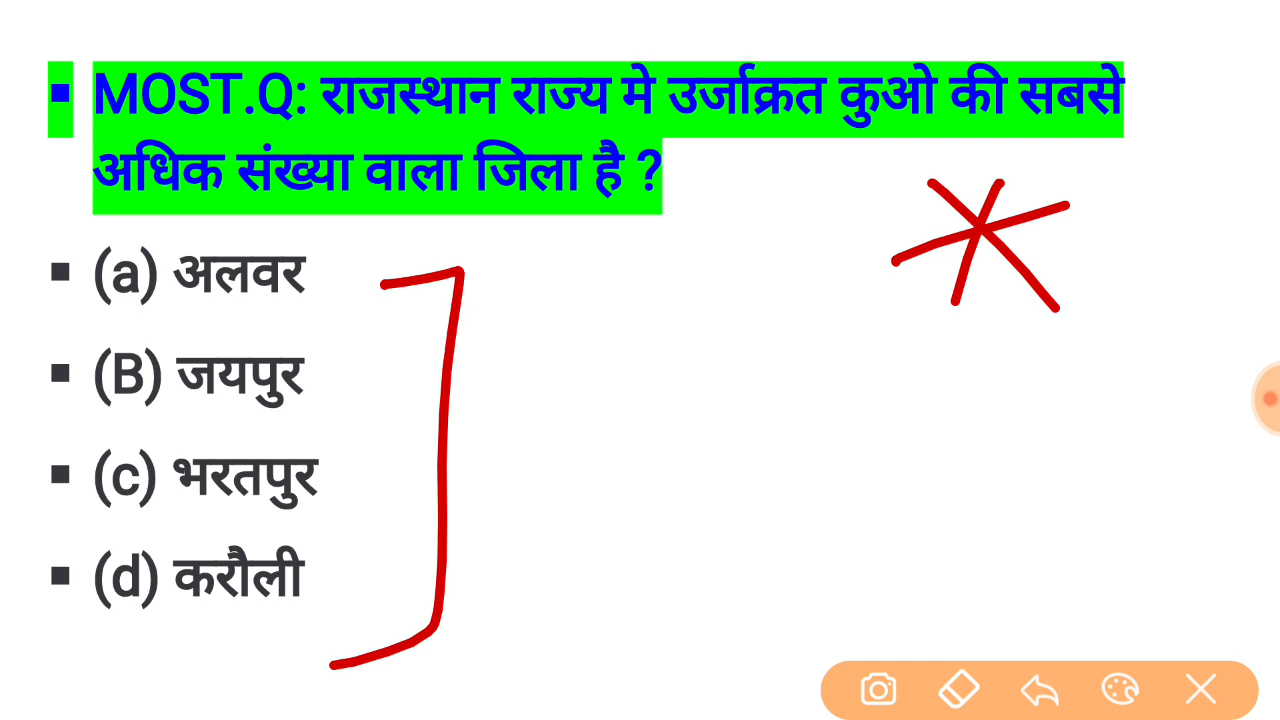 ▪ MOST.Q: राजस्थान राज्य मे उर्जाक्रत कुओ की सबसे
अधिक संख्या वाला जिला है ?
▪ (a) अलवर
▪ (B) जयपुर
▪ (c) भरतपुर
▪ (d) करौली